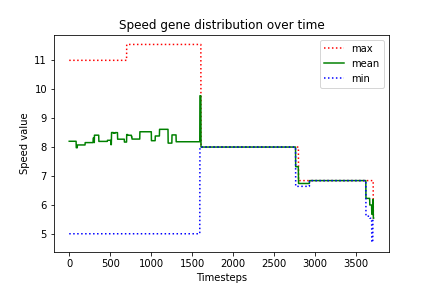 Speed gene distribution over time
max
mean
min
Speed value
11
10
9
8
7
6
5
0 500 1000 1500 2000 2500 3000 3500
Timesteps